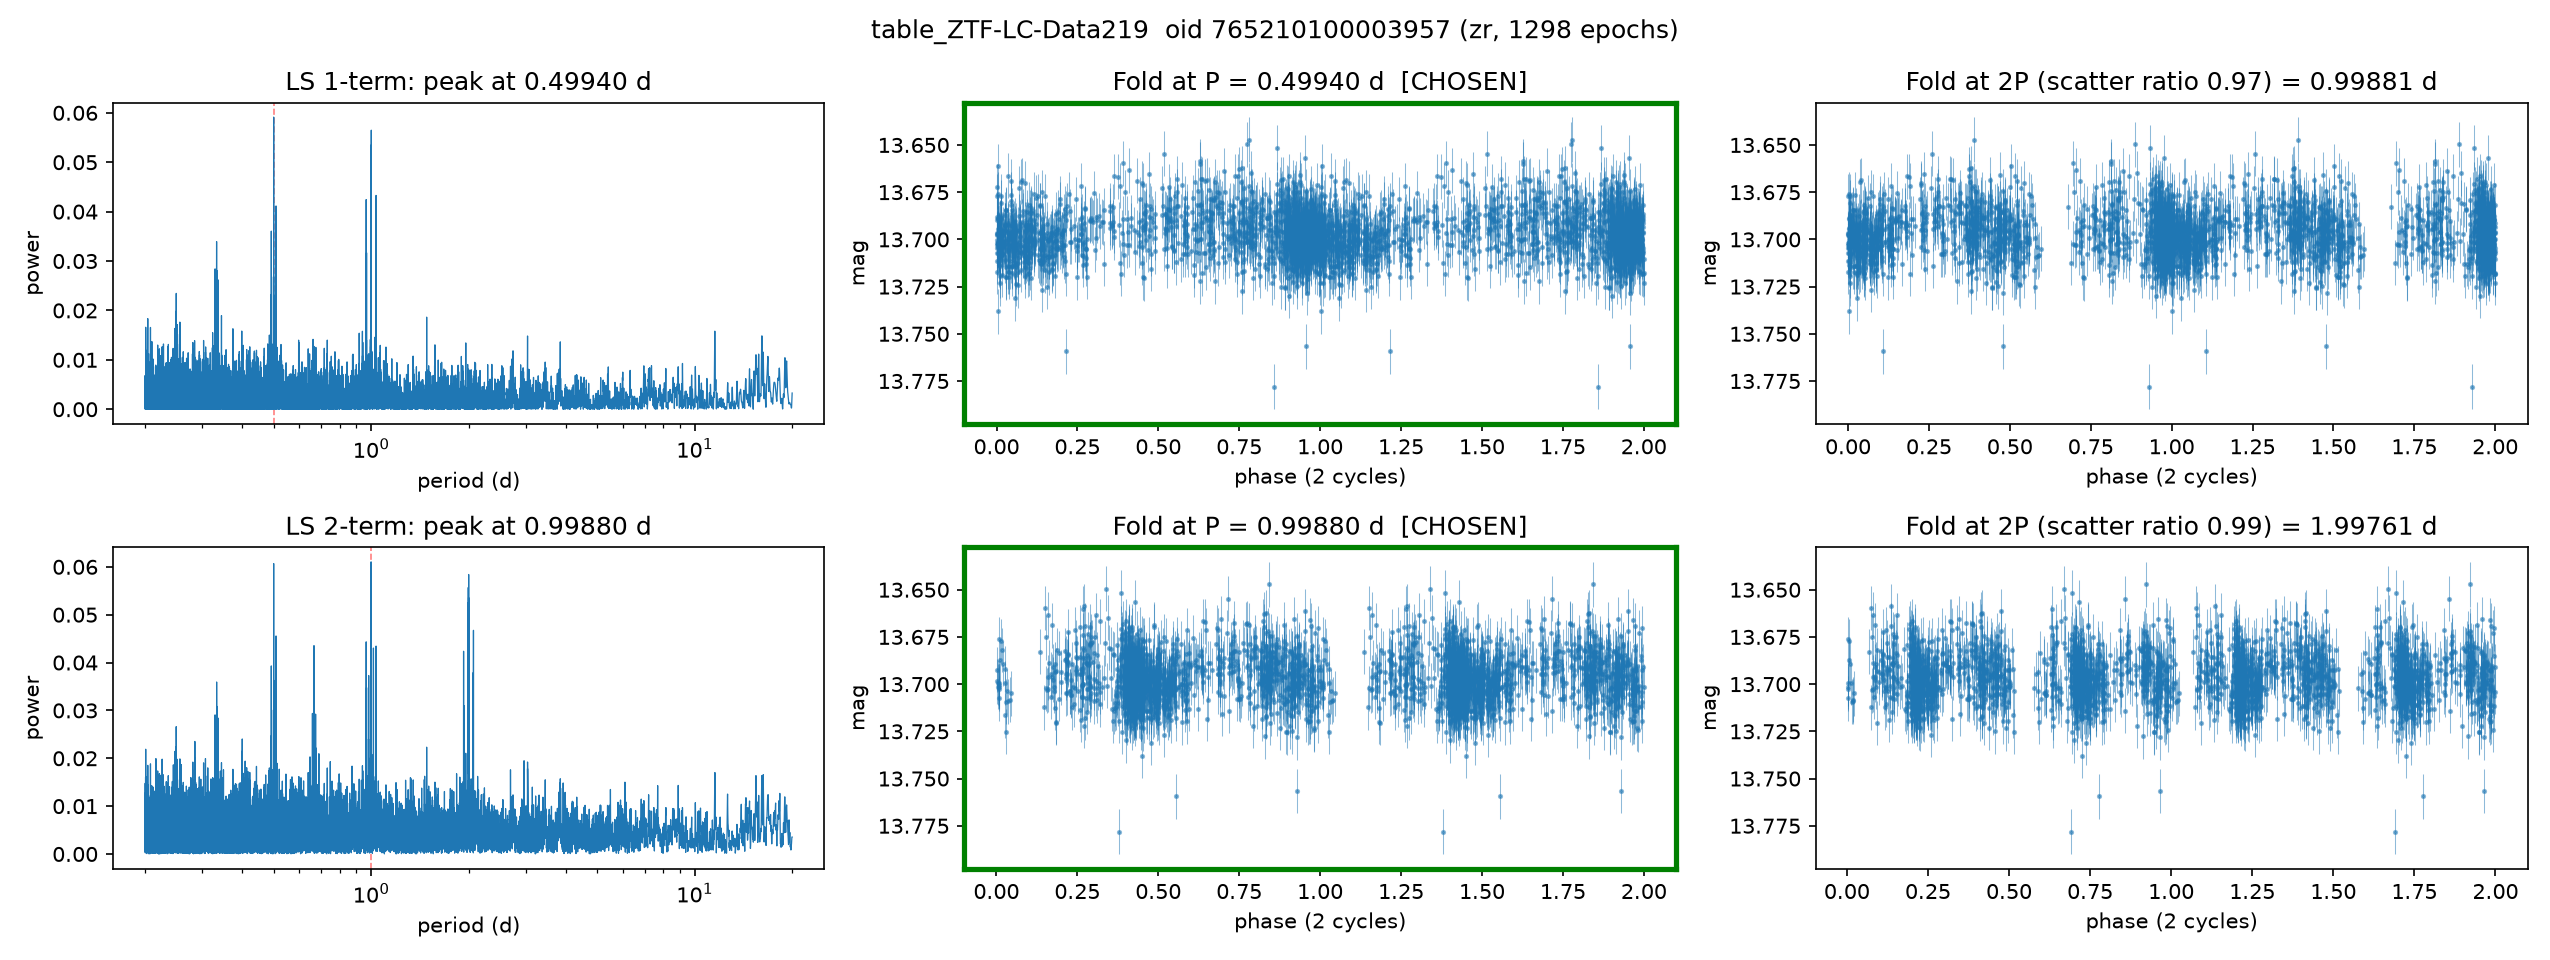 table_ZTF-LC-Data219 oid 765210100003957 (zr, 1298 epochs)
LS 1-term: peak at 0.49940 d
0.06
0.05
0.04
0.03
0.02
0.01
0.00
power
10^0
10^1
period (d)
Fold at P = 0.49940 d [CHOSEN]
13.650
13.675
13.700
13.725
13.750
13.775
mag
0.00 0.25 0.50 0.75 1.00 1.25 1.50 1.75 2.00
phase (2 cycles)
Fold at 2P (scatter ratio 0.97) = 0.99881 d
13.650
13.675
13.700
13.725
13.750
13.775
mag
0.00 0.25 0.50 0.75 1.00 1.25 1.50 1.75 2.00
phase (2 cycles)
LS 2-term: peak at 0.99880 d
0.06
0.05
0.04
0.03
0.02
0.01
0.00
power
10^0
10^1
period (d)
Fold at P = 0.99880 d [CHOSEN]
13.650
13.675
13.700
13.725
13.750
13.775
mag
0.00 0.25 0.50 0.75 1.00 1.25 1.50 1.75 2.00
phase (2 cycles)
Fold at 2P (scatter ratio 0.99) = 1.99761 d
13.650
13.675
13.700
13.725
13.750
13.775
mag
0.00 0.25 0.50 0.75 1.00 1.25 1.50 1.75 2.00
phase (2 cycles)